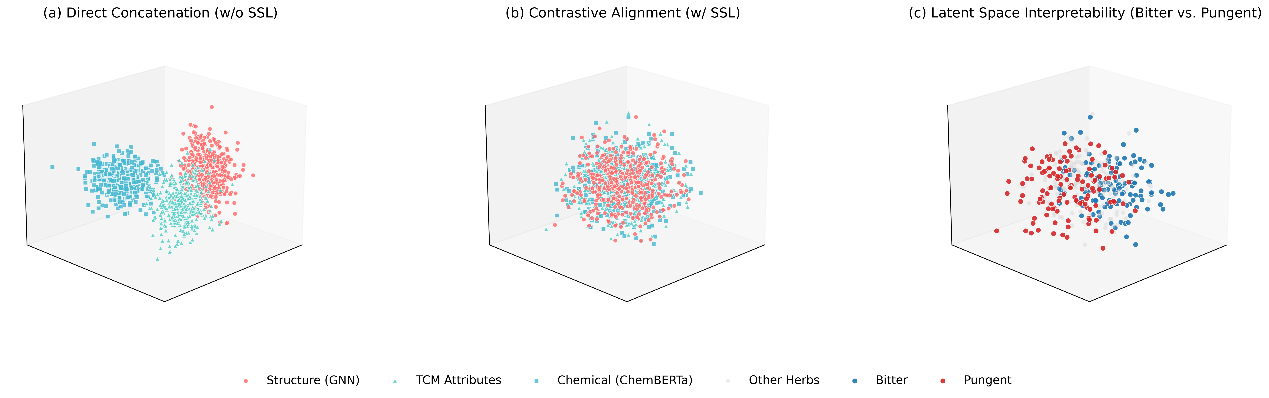 (a) Direct Concatenation (w/o SSL)
(b) Contrastive Alignment (w/ SSL)
(c) Latent Space Interpretability (Bitter vs. Pungent)
Structure (GNN)
TCM Attributes
Chemical (ChemBERTa)
Other Herbs
Bitter
Pungent